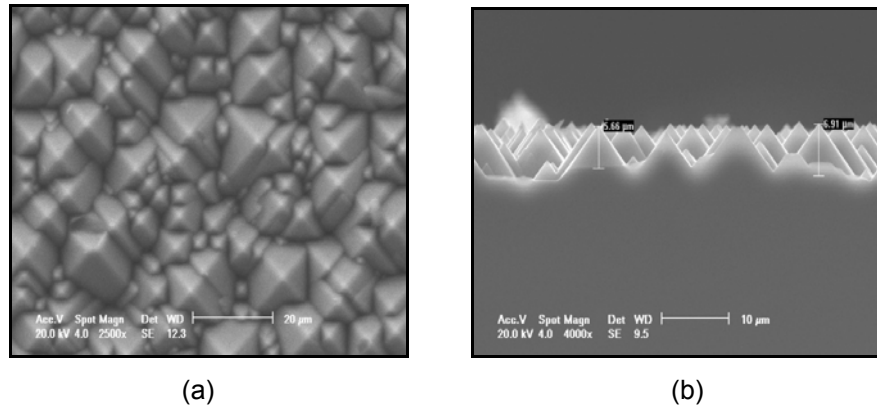 5.66 µm
6.91 µm
Acc.V Spot Magn Det WD 20 µm
20.0 kV 4.0 2500x SE 12.3
Acc.V Spot Magn Det WD 10 µm
20.0 kV 4.0 4000x SE 9.5
(a)
(b)